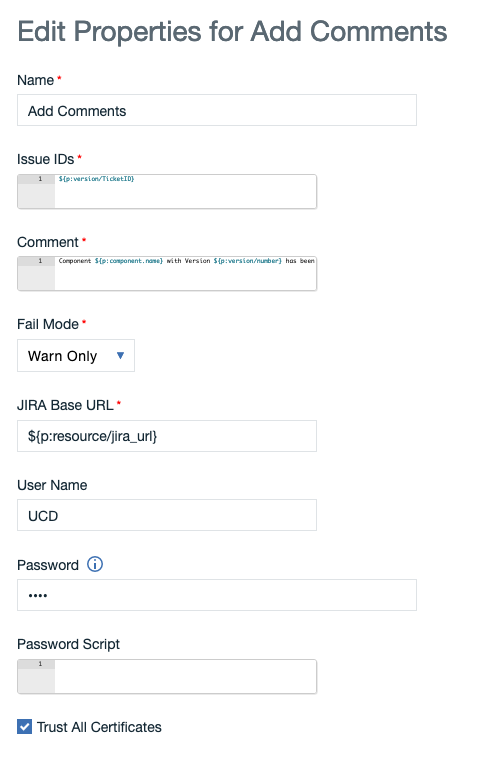 Edit Properties for Add Comments
Name *
Add Comments
Issue IDs *
1 ${p:version/TicketID}
Comment *
1 Component ${p:component.name} with Version ${p:version/number} has been
Fail Mode *
Warn Only
JIRA Base URL *
${p:resource/jira_url}
User Name
UCD
Password
••••
Password Script
1
Trust All Certificates